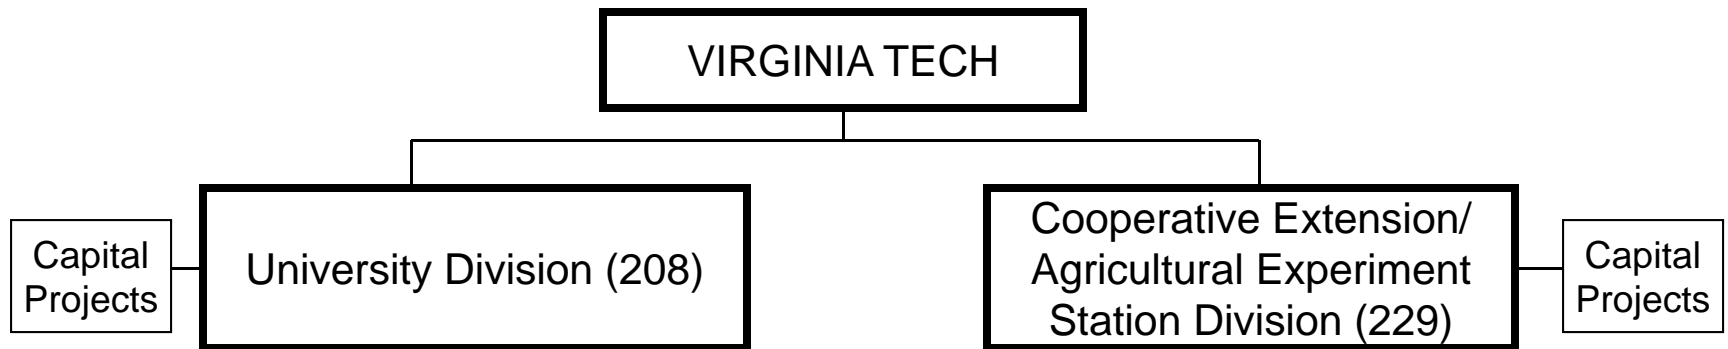 VIRGINIA TECH
Capital
Projects
University Division (208)
Cooperative Extension/
Agricultural Experiment
Station Division (229)
Capital
Projects